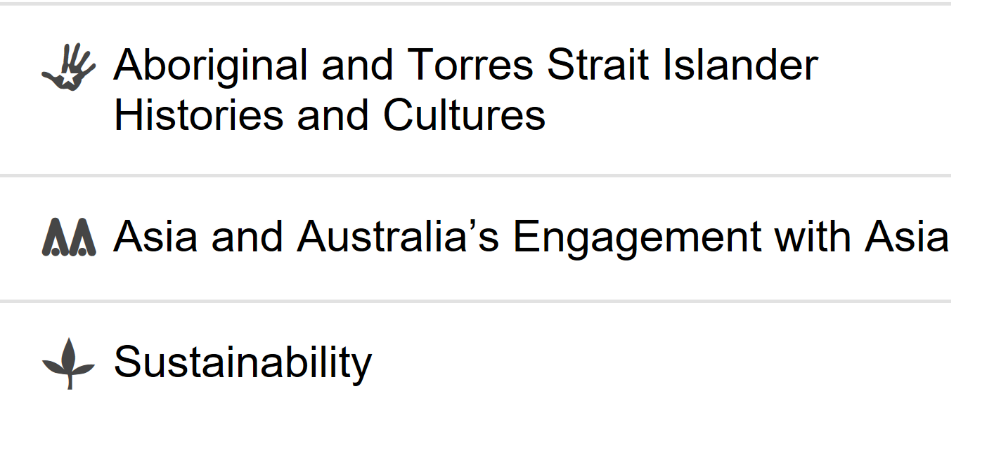 Aboriginal and Torres Strait Islander
Histories and Cultures
Asia and Australia’s Engagement with Asia
Sustainability